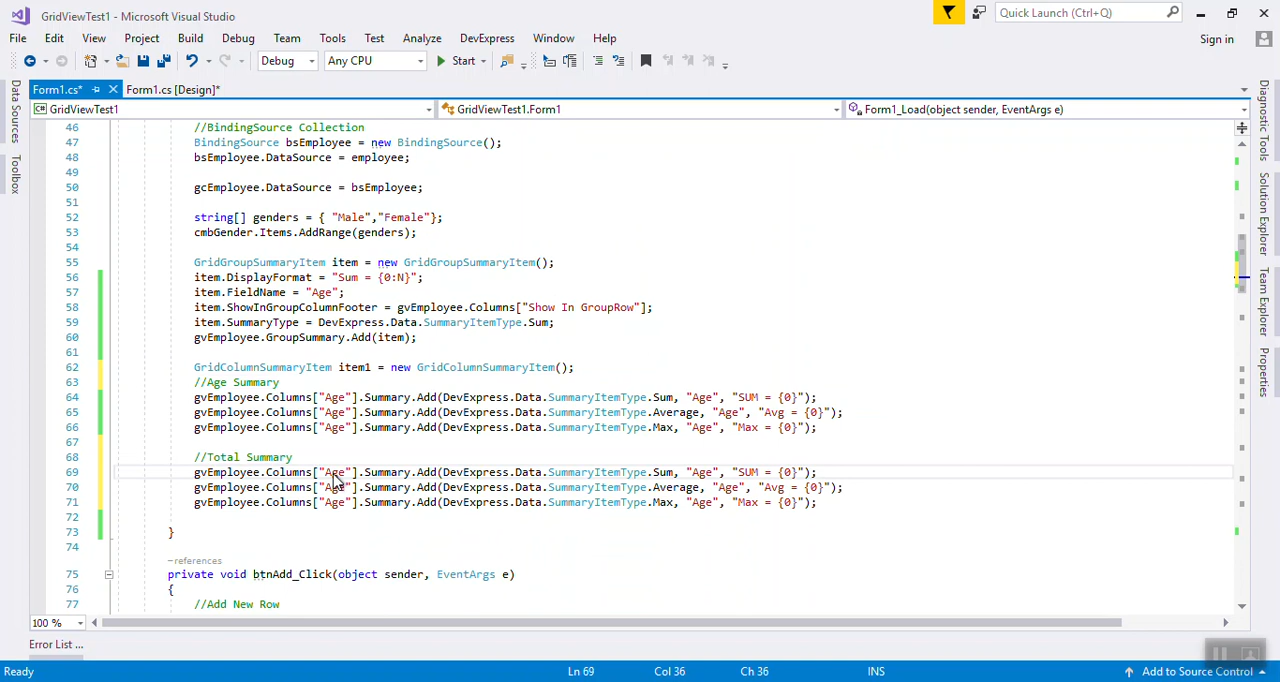 GridViewTest1 - Microsoft Visual Studio
Quick Launch (Ctrl+Q)
File Edit View Project Build Debug Team Tools Test Analyze DevExpress Window Help
Sign in
Debug Any CPU Start
Form1.cs* Form1.cs [Design]*
GridViewTest1 GridViewTest1.Form1 Form1_Load(object sender, EventArgs e)
Data Sources
Toolbox
46 //BindingSource Collection
47 BindingSource bsEmployee = new BindingSource();
48 bsEmployee.DataSource = employee;
49
50 gcEmployee.DataSource = bsEmployee;
51
52 string[] genders = { "Male","Female"};
53 cmbGender.Items.AddRange(genders);
54
55 GridGroupSummaryItem item = new GridGroupSummaryItem();
56 item.DisplayFormat = "Sum = {0:N}";
57 item.FieldName = "Age";
58 item.ShowInGroupColumnFooter = gvEmployee.Columns["Show In GroupRow"];
59 item.SummaryType = DevExpress.Data.SummaryItemType.Sum;
60 gvEmployee.GroupSummary.Add(item);
61
62 GridColumnSummaryItem item1 = new GridColumnSummaryItem();
63 //Age Summary
64 gvEmployee.Columns["Age"].Summary.Add(DevExpress.Data.SummaryItemType.Sum, "Age", "SUM = {0}");
65 gvEmployee.Columns["Age"].Summary.Add(DevExpress.Data.SummaryItemType.Average, "Age", "Avg = {0}");
66 gvEmployee.Columns["Age"].Summary.Add(DevExpress.Data.SummaryItemType.Max, "Age", "Max = {0}");
67
68 //Total Summary
69 gvEmployee.Columns["Age"].Summary.Add(DevExpress.Data.SummaryItemType.Sum, "Age", "SUM = {0}");
70 gvEmployee.Columns["Age"].Summary.Add(DevExpress.Data.SummaryItemType.Average, "Age", "Avg = {0}");
71 gvEmployee.Columns["Age"].Summary.Add(DevExpress.Data.SummaryItemType.Max, "Age", "Max = {0}");
72
73 }
74
–references
75 private void btnAdd_Click(object sender, EventArgs e)
76 {
77 //Add New Row
Diagnostic Tools
Solution Explorer
Team Explorer
Properties
100 %
Error List ...
Ready Ln 69 Col 36 Ch 36 INS Add to Source Control